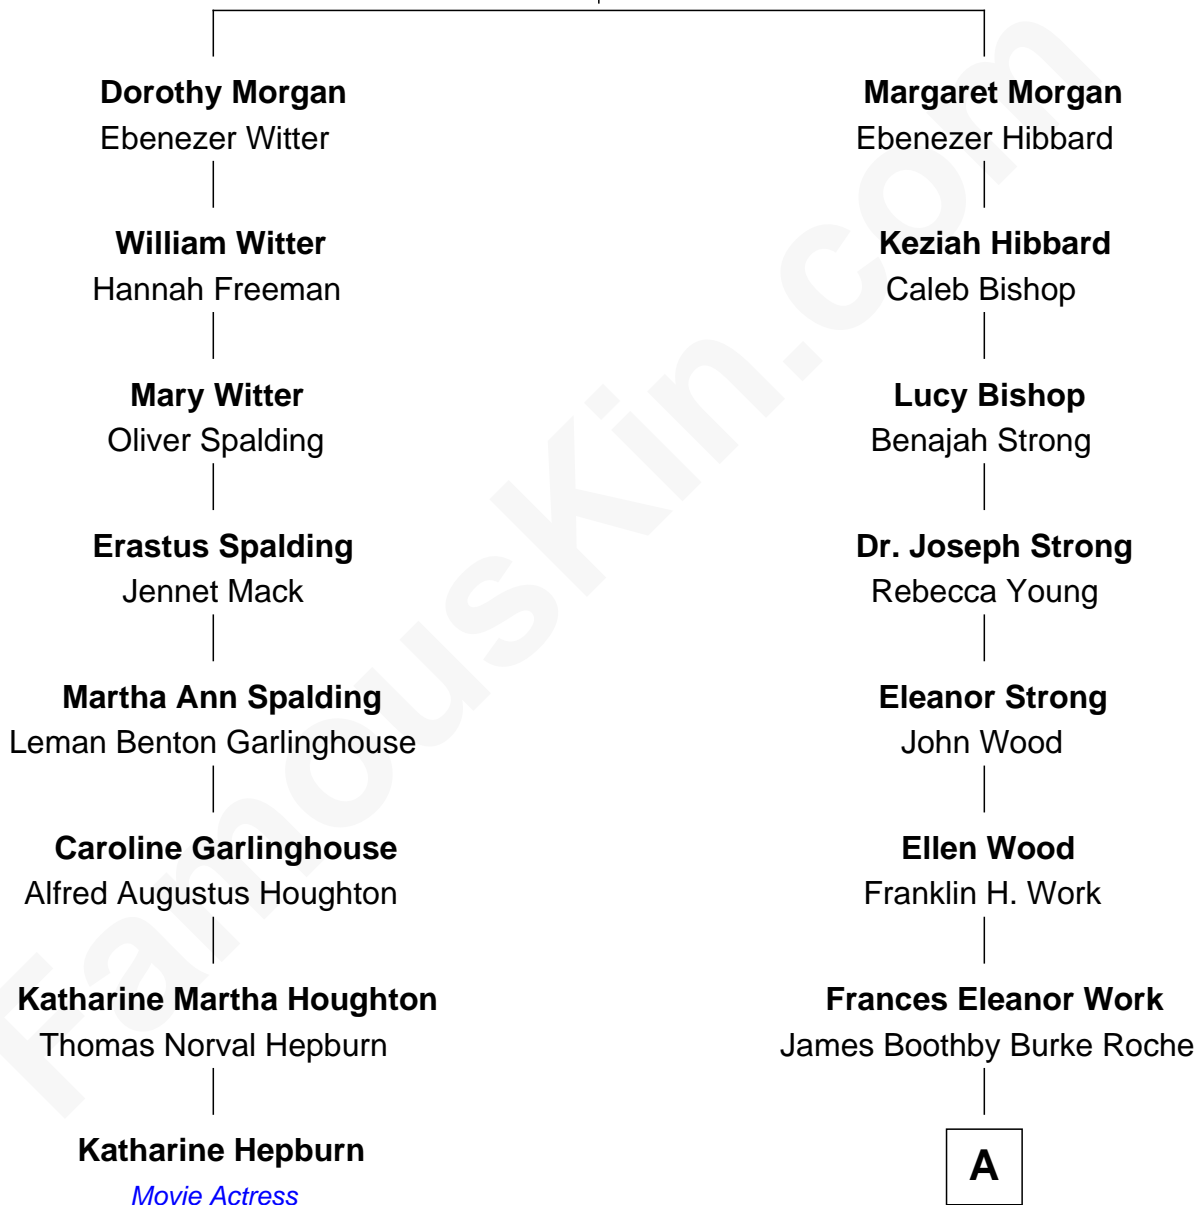 Dorothy Morgan
Ebenezer Witter
William Witter
Hannah Freeman
Mary Witter
Oliver Spalding
Erastus Spalding
Jennet Mack
Martha Ann Spalding
Leman Benton Garlinghouse
Caroline Garlinghouse
Alfred Augustus Houghton
Katharine Martha Houghton
Thomas Norval Hepburn
Katharine Hepburn
Movie Actress
Margaret Morgan
Ebenezer Hibbard
Keziah Hibbard
Caleb Bishop
Lucy Bishop
Benajah Strong
Dr. Joseph Strong
Rebecca Young
Eleanor Strong
John Wood
Ellen Wood
Franklin H. Work
Frances Eleanor Work
James Boothby Burke Roche
A
FamousKin.com